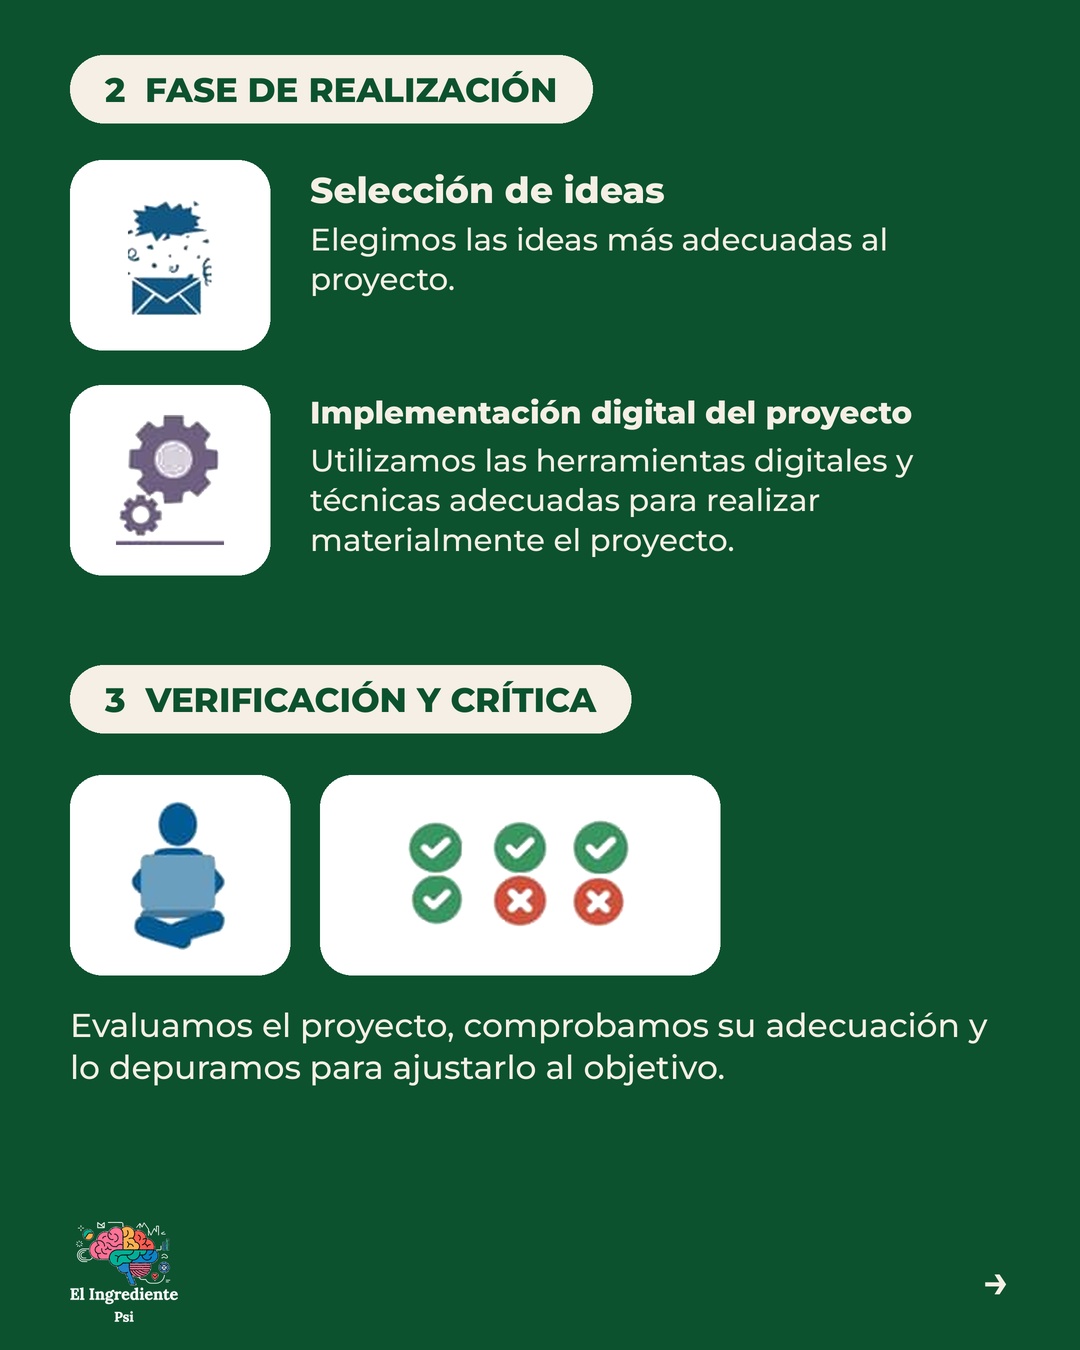 2 FASE DE REALIZACIÓN
Selección de ideas
Elegimos las ideas más adecuadas al
proyecto.
Implementación digital del proyecto
Utilizamos las herramientas digitales y
técnicas adecuadas para realizar
materialmente el proyecto.
3 VERIFICACIÓN Y CRÍTICA
Evaluamos el proyecto, comprobamos su adecuación y
lo depuramos para ajustarlo al objetivo.
El Ingrediente
Psi